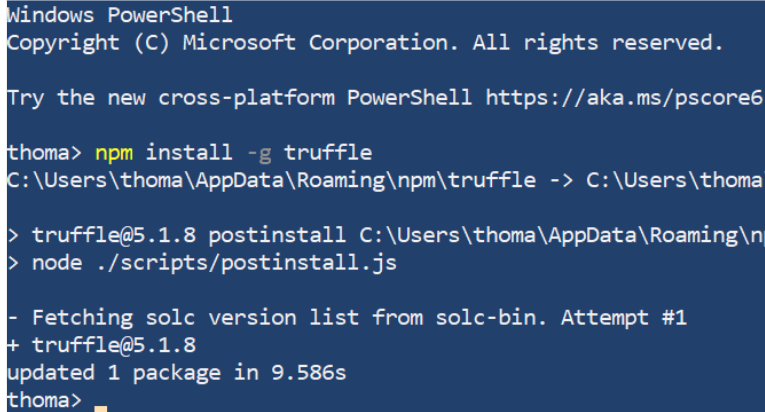 Windows PowerShell
Copyright (C) Microsoft Corporation. All rights reserved.
Try the new cross-platform PowerShell https://aka.ms/pscore6
thoma> npm install -g truffle
C:\Users\thoma\AppData\Roaming\npm\truffle -> C:\Users\thoma\
> truffle@5.1.8 postinstall C:\Users\thoma\AppData\Roaming\n
> node ./scripts/postinstall.js
- Fetching solc version list from solc-bin. Attempt #1
+ truffle@5.1.8
updated 1 package in 9.586s
thoma>